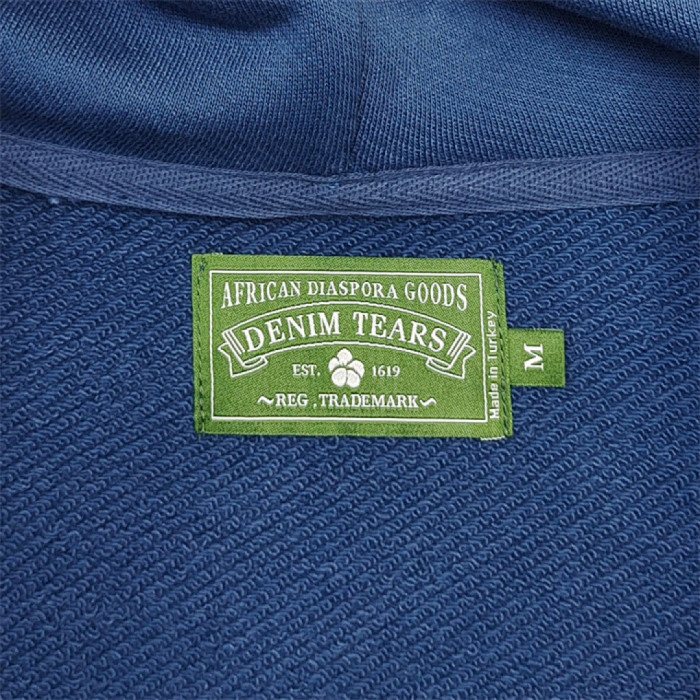 AFRICAN DIASPORA GOODS
DENIM TEARS
EST. 1619
~REG.TRADEMARK~
Made in Turkey
M